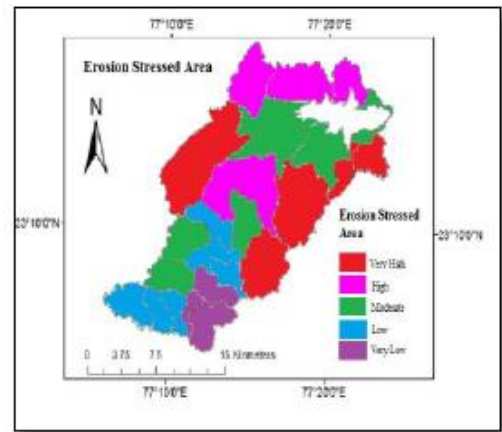 77°10'0"E
77°20'0"E
Erosion Stressed Area
N
23°10'0"N
23°10'0"N
Erosion Stressed
Area
Very High
High
Moderate
Low
Very Low
0 3.75 7.5 15 Kilometers
77°10'0"E
77°20'0"E